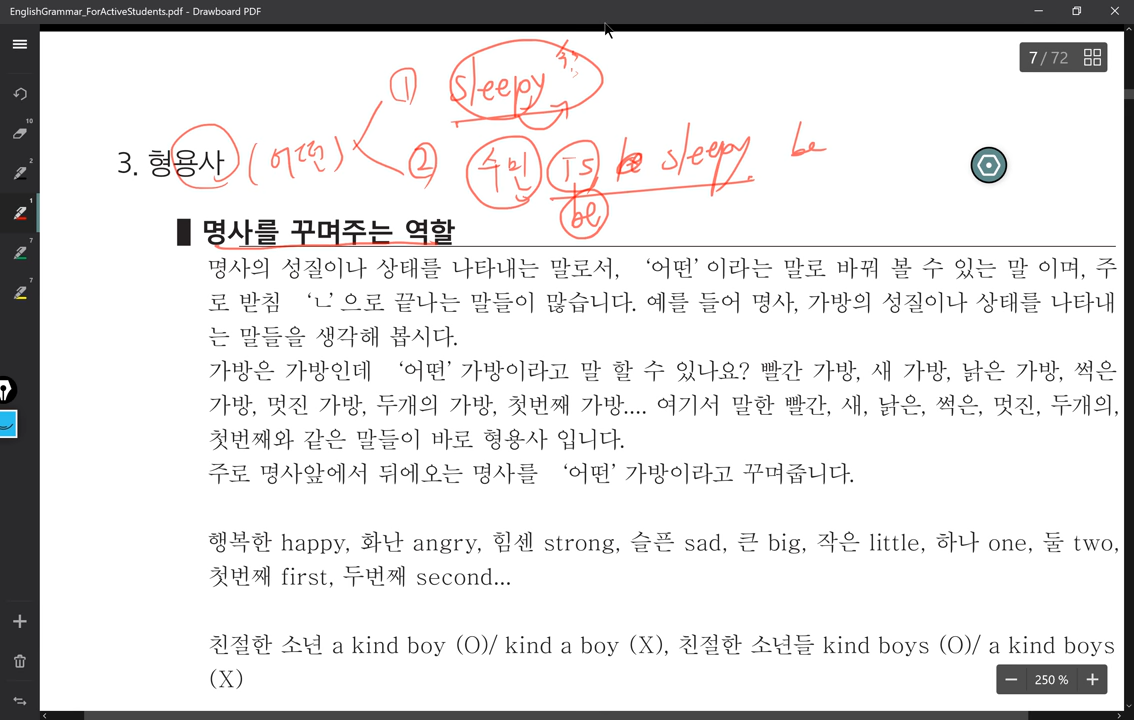 EnglishGrammar_ForActiveStudents.pdf - Drawboard PDF
7 / 72
① sleepy
3. 형용사 (어떤) ② 수민 is be sleepy be
be
명사를 꾸며주는 역할
명사의 성질이나 상태를 나타내는 말로서, ‘어떤’이라는 말로 바꿔 볼 수 있는 말 이며, 주
로 받침 ‘ㄴ’으로 끝나는 말들이 많습니다. 예를 들어 명사, 가방의 성질이나 상태를 나타내
는 말들을 생각해 봅시다.
가방은 가방인데 ‘어떤’ 가방이라고 말 할 수 있나요? 빨간 가방, 새 가방, 낡은 가방, 썩은
가방, 멋진 가방, 두개의 가방, 첫번째 가방.... 여기서 말한 빨간, 새, 낡은, 썩은, 멋진, 두개의,
첫번째와 같은 말들이 바로 형용사 입니다.
주로 명사앞에서 뒤에오는 명사를 ‘어떤’ 가방이라고 꾸며줍니다.
행복한 happy, 화난 angry, 힘센 strong, 슬픈 sad, 큰 big, 작은 little, 하나 one, 둘 two,
첫번째 first, 두번째 second...
친절한 소년 a kind boy (O)/ kind a boy (X), 친절한 소년들 kind boys (O)/ a kind boys
(X)
250 %
10
2
1
7
7